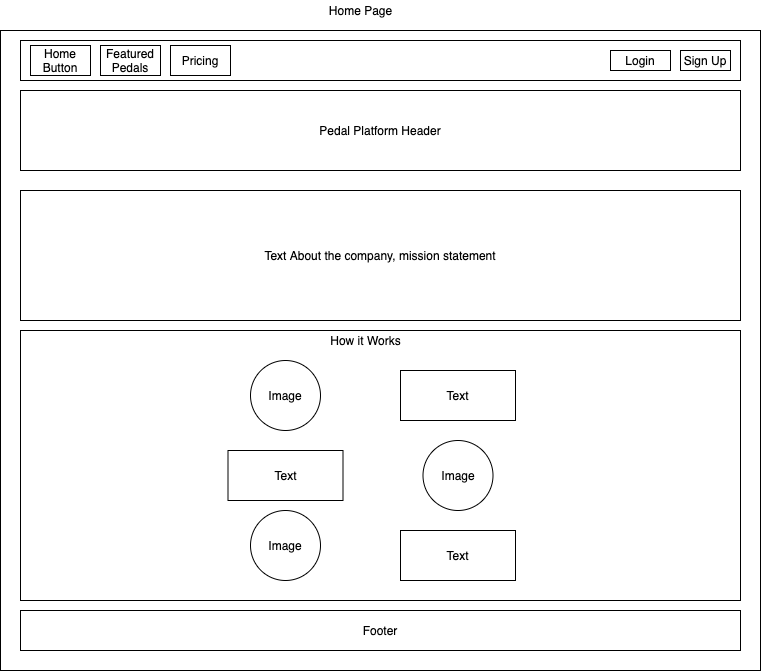 Home Page
Home
Button
Featured
Pedals
Pricing
Login
Sign Up
Pedal Platform Header
Text About the company, mission statement
How it Works
Image
Text
Text
Image
Image
Text
Footer